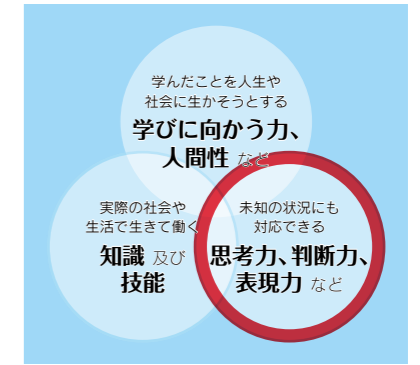 学んだことを人生や
社会に生かそうとする
学びに向かう力、
人間性 など
実際の社会や
生活で生きて働く
知識 及び
技能
未知の状況にも
対応できる
思考力、判断力、
表現力 など